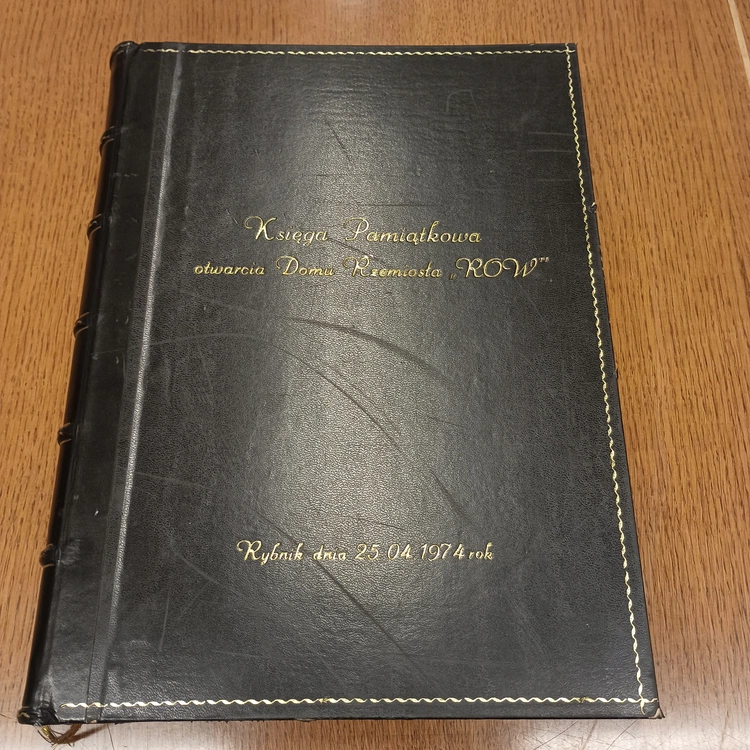 Księga Pamiątkowa
otwarcia Domu Rzemiosła „ROW”
Rybnik dnia 25 04 1974 rok